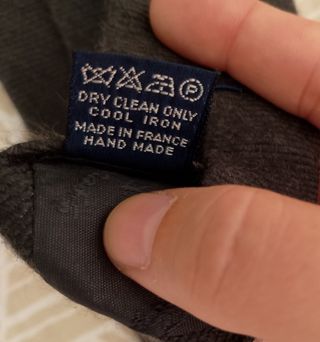 P
DRY CLEAN ONLY
COOL IRON
MADE IN FRANCE
HAND MADE